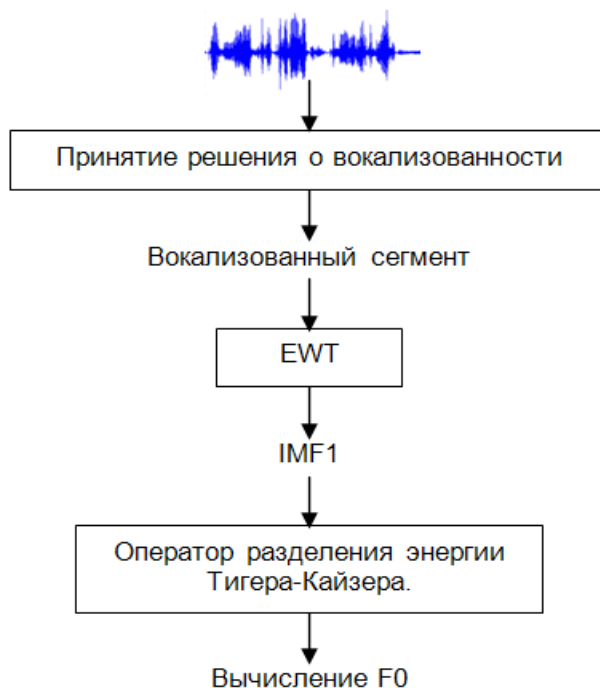 Принятие решения о вокализованности
Вокализованный сегмент
EWT
IMF1
Оператор разделения энергии
Тигера-Кайзера.
Вычисление F0